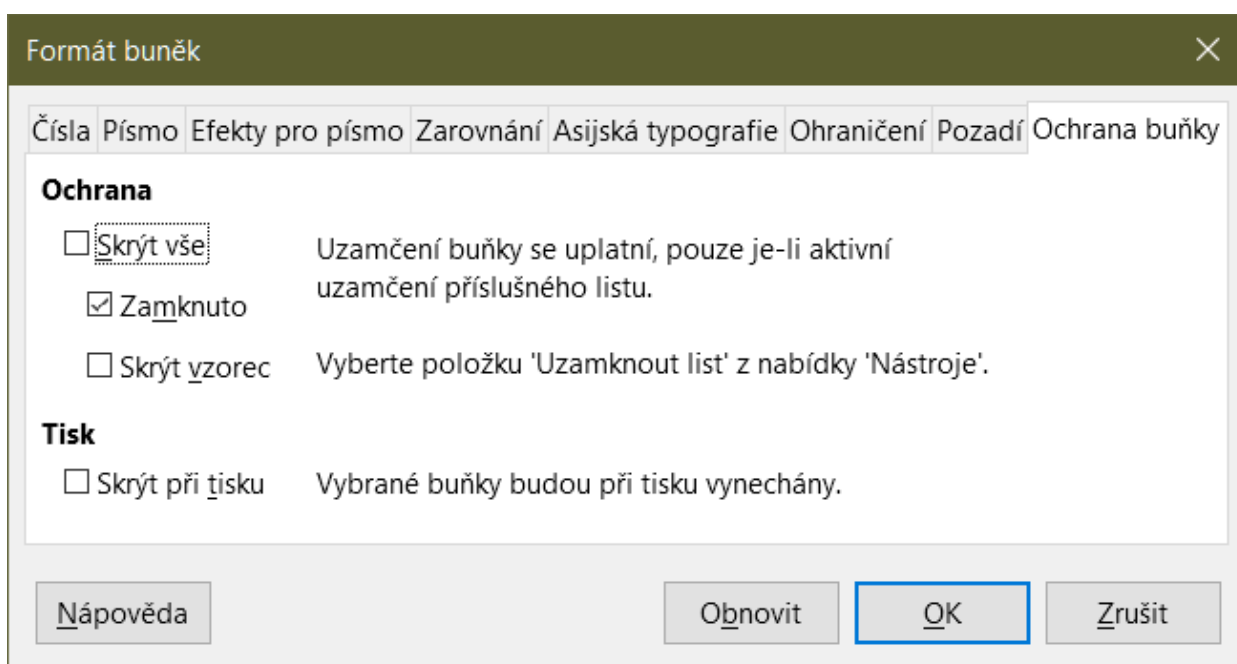 Formát buněk
Čísla Písmo Efekty pro písmo Zarovnání Asijská typografie Ohraničení Pozadí Ochrana buňky
Ochrana
Skrýt vše
Uzamčení buňky se uplatní, pouze je-li aktivní
uzamčení příslušného listu.
Zamknuto
Skrýt vzorec Vyberte položku 'Uzamknout list' z nabídky 'Nástroje'.
Tisk
Skrýt při tisku Vybrané buňky budou při tisku vynechány.
Nápověda Obnovit OK Zrušit